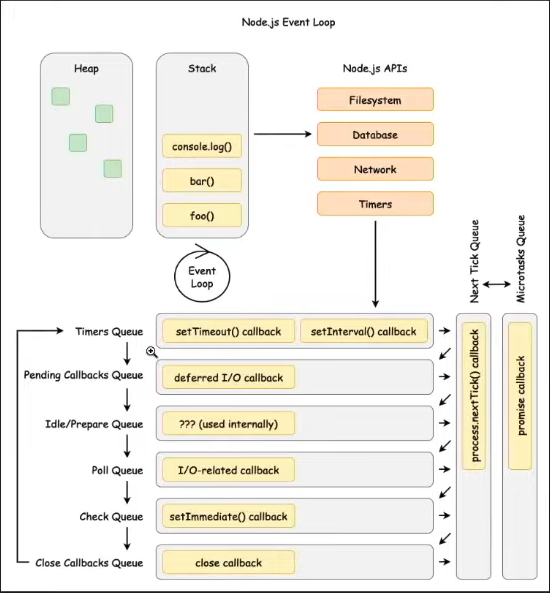 Node.js Event Loop
Heap
Stack
Node.js APIs
console.log()
bar()
foo()
Filesystem
Database
Network
Timers
Event
Loop
Next Tick Queue
Microtasks Queue
Timers Queue
setTimeout() callback
setInterval() callback
Pending Callbacks Queue
deferred I/O callback
Idle/Prepare Queue
??? (used internally)
Poll Queue
I/O-related callback
Check Queue
setImmediate() callback
Close Callbacks Queue
close callback
process.nextTick() callback
promise callback